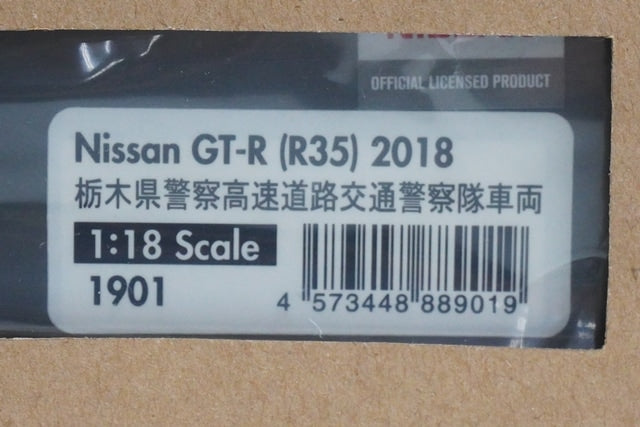 OFFICIAL LICENSED PRODUCT
Nissan GT-R (R35) 2018
栃木県警察高速道路交通警察隊車両
1:18 Scale
1901
4 573448 889019